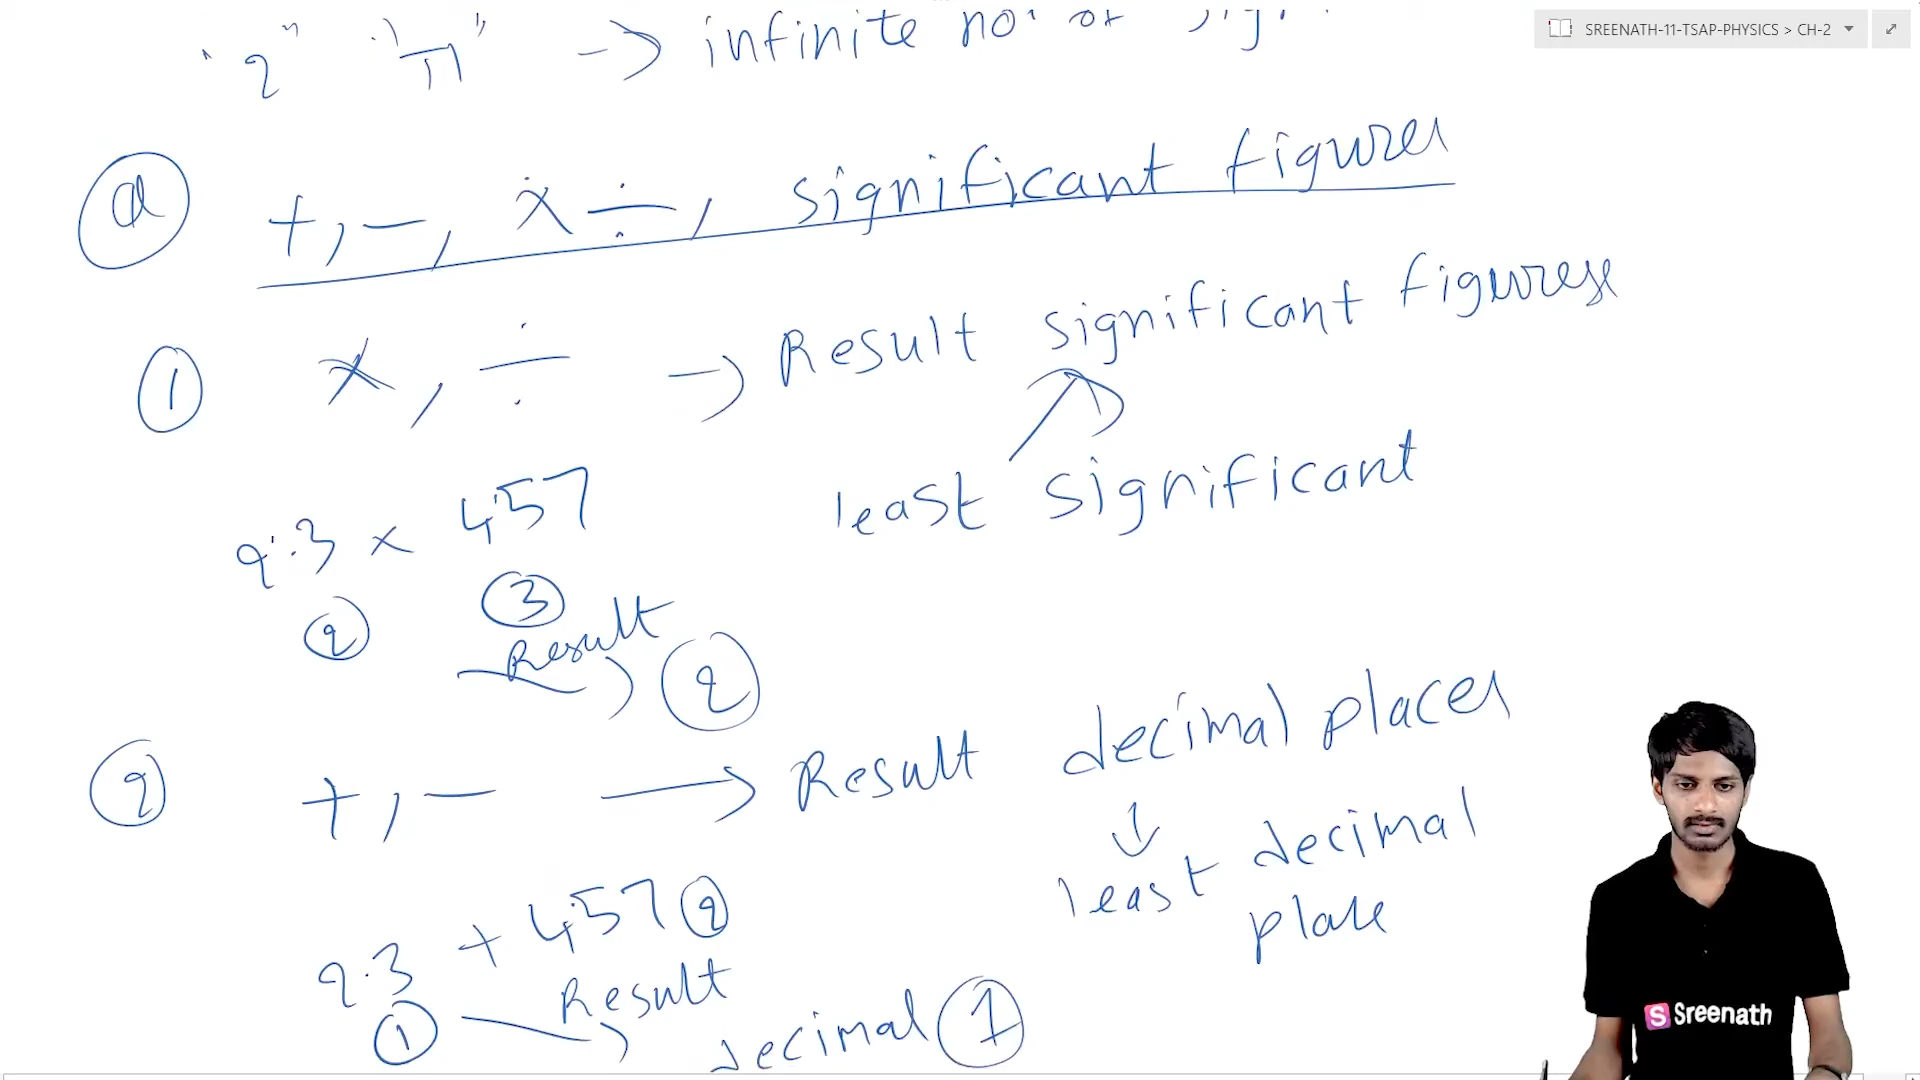 SREENATH-11-TSAP-PHYSICS > CH-2
"2" "π" → infinite no. of
d +, −, × ÷, significant figures
① ×, ÷ → Result significant figures
least significant
2.3 × 4.57
② ③
Result → ②
② +, − → Result decimal places
↓
least decimal
place
2.3 + 4.57 ②
① Result → decimal ①
Sreenath